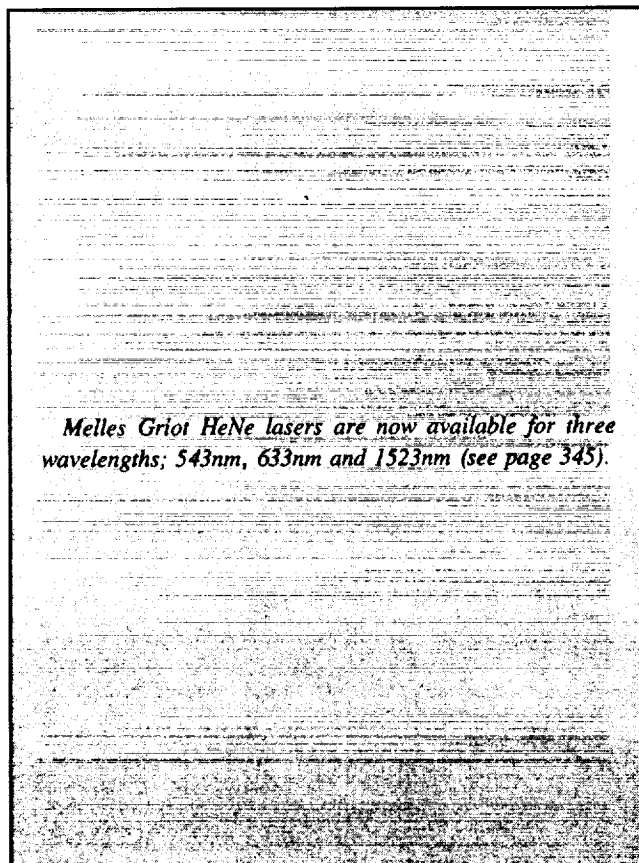 Melles Griot HeNe lasers are now available for three
wavelengths; 543nm, 633nm and 1523nm (see page 345).